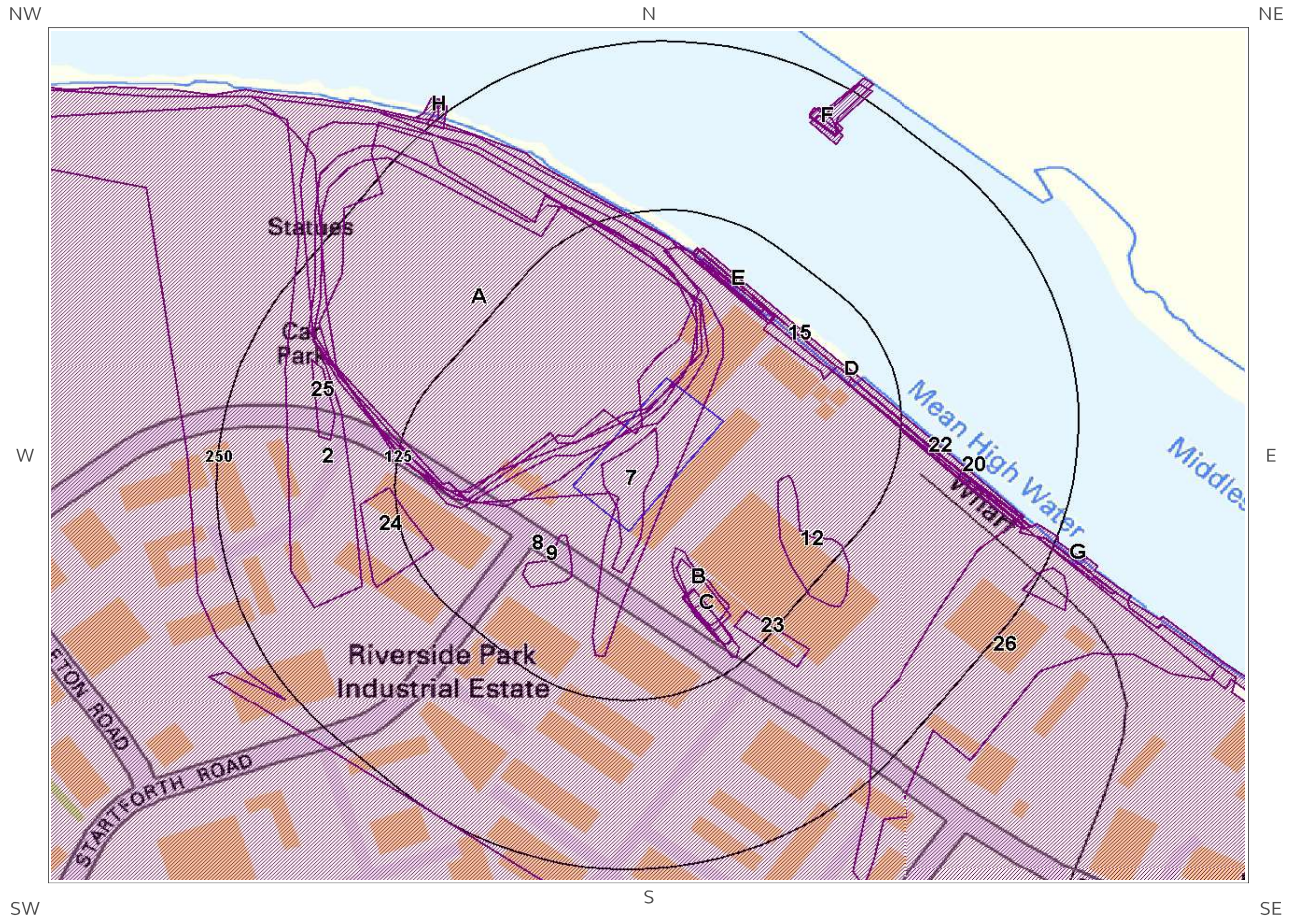 NW
N
NE
H
F
Statues
E
A
15
Car
Park
D
25
Mean High Water
22
W
250
2
125
20
E
Middles
7
Wharf
24
12
8
9
G
B
C
23
26
Riverside Park
Industrial Estate
ETON ROAD
STARTFORTH ROAD
SW
S
SE